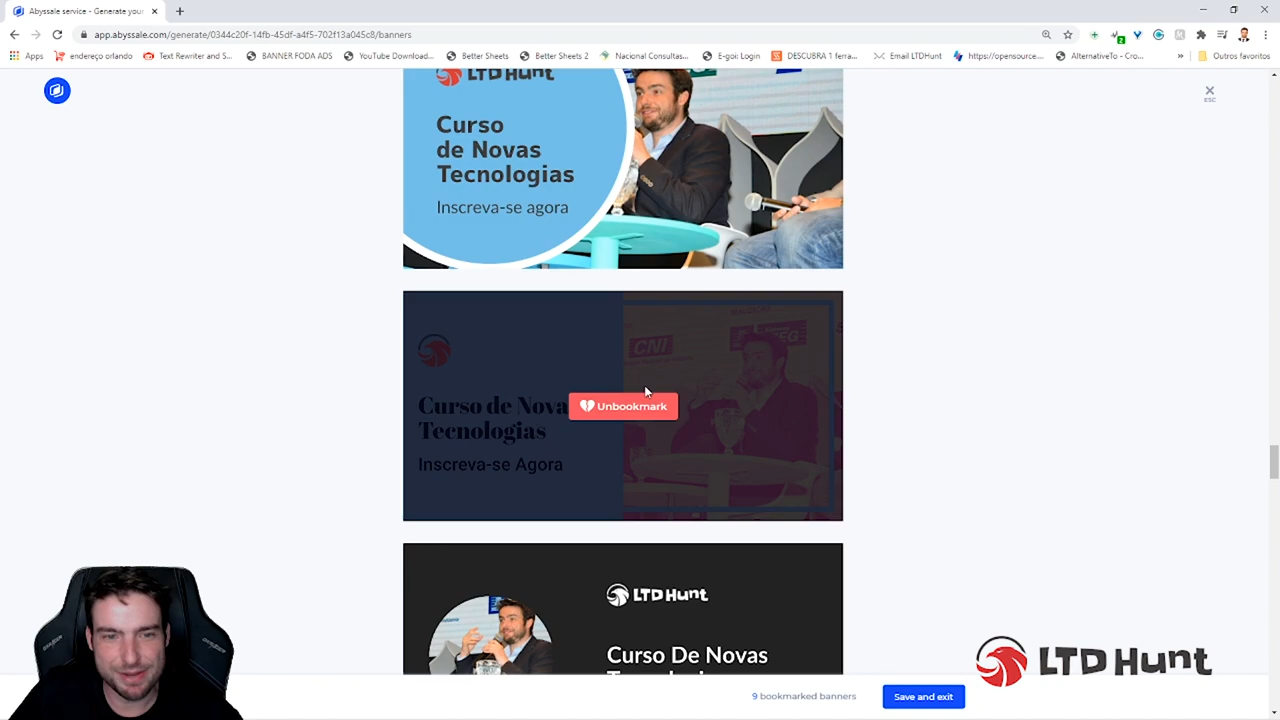 Abyssale service - Generate your
app.abyssale.com/generate/0344c20f-14fb-45df-a4f5-702f13a045c8/banners
Apps
endereço orlando
Text Rewriter and S...
BANNER FODA ADS
YouTube Download...
Better Sheets
Better Sheets 2
Nacional Consultas...
E-goi: Login
DESCUBRA 1 ferra...
Email LTDHunt
https://opensource....
AlternativeTo - Cro...
»
Outros favoritos
ESC
LTD Hunt
Curso
de Novas
Tecnologias
Inscreva-se agora
CNI
Curso de Nova
Tecnologias
Inscreva-se Agora
Unbookmark
LTD Hunt
Curso De Novas
LTD Hunt
9 bookmarked banners
Save and exit